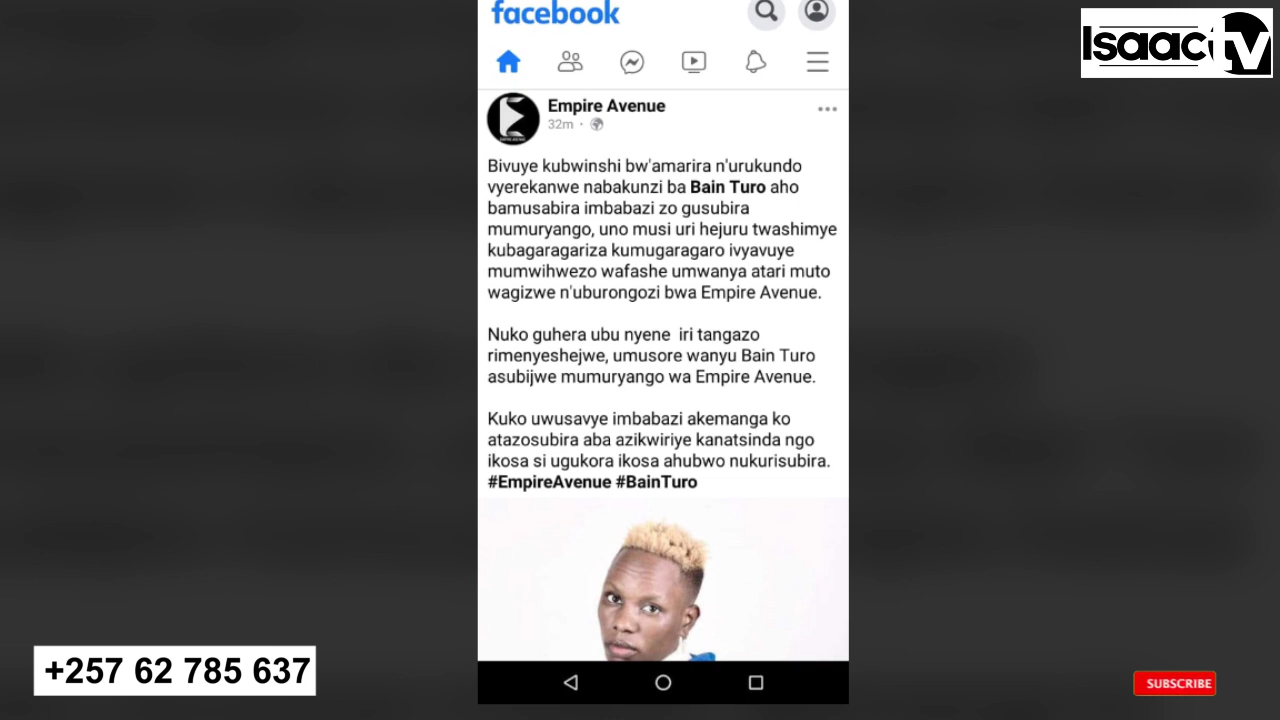 facebook
Isaac tv
Empire Avenue
32m ·
Bivuye kubwinshi bw'amarira n'urukundo
vyerekanwe nabakunzi ba Bain Turo aho
bamusabira imbabazi zo gusubira
mumuryango, uno musi uri hejuru twashimye
kubagaragariza kumugaragaro ivyavuye
mumwihwezo wafashe umwanya atari muto
wagizwe n'uburongozi bwa Empire Avenue.
Nuko guhera ubu nyene iri tangazo
rimenyeshejwe, umusore wanyu Bain Turo
asubijwe mumuryango wa Empire Avenue.
Kuko uwusavye imbabazi akemanga ko
atazosubira aba azikwiriye kanatsinda ngo
ikosa si ugukora ikosa ahubwo nukurisubira.
#EmpireAvenue #BainTuro
+257 62 785 637
SUBSCRIBE